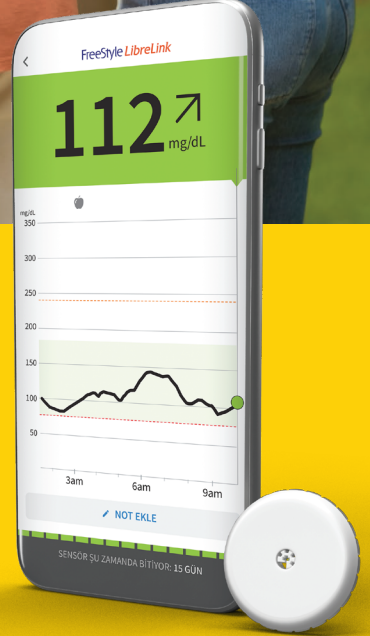 FreeStyle LibreLink
112
mg/dL
mg/dL
350
300
250
200
150
100
50
3am
6am
9am
NOT EKLE
SENSÖR ŞU ZAMANDA BİTİYOR: 15 GÜN